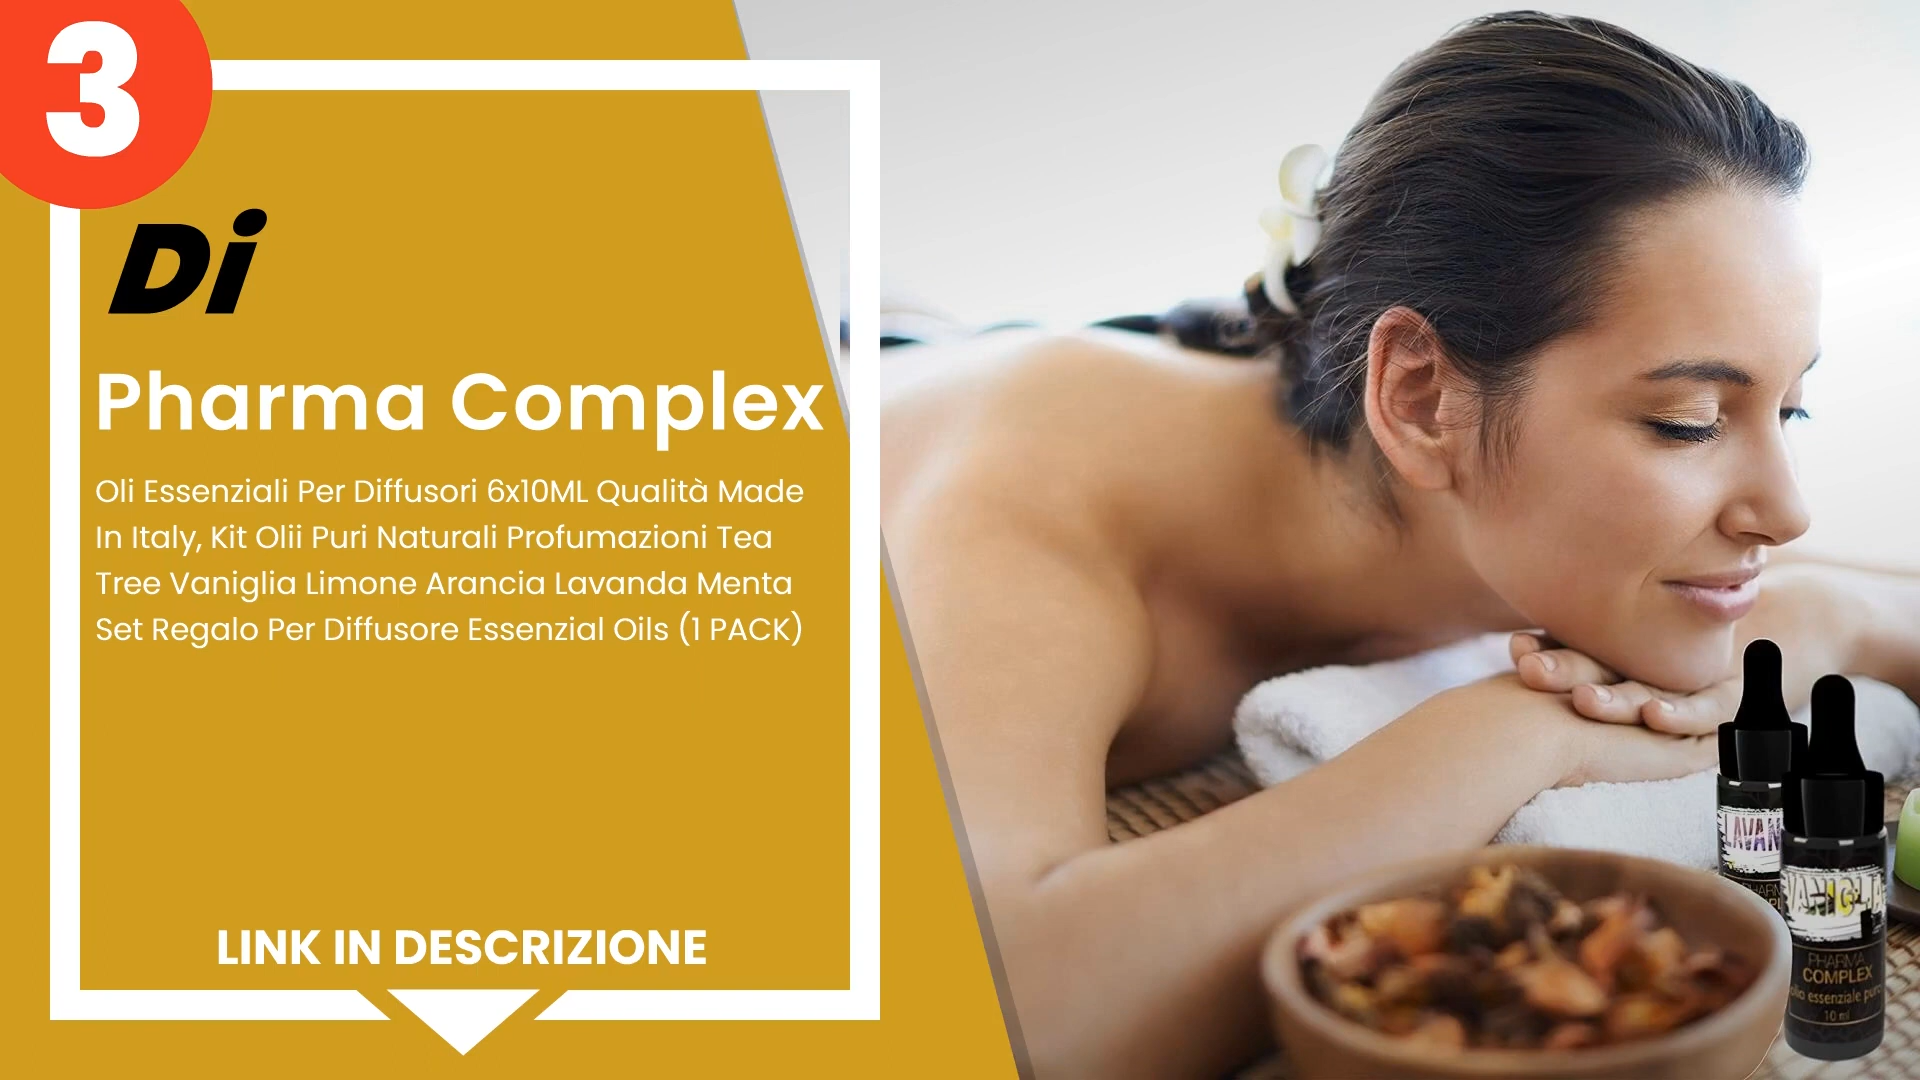 3
Di
Pharma Complex
Oli Essenziali Per Diffusori 6x10ML Qualità Made
In Italy, Kit Olii Puri Naturali Profumazioni Tea
Tree Vaniglia Limone Arancia Lavanda Menta
Set Regalo Per Diffusore Essenzial Oils (1 PACK)
LINK IN DESCRIZIONE
LAVAN
PHARMA
COMPLEX
olio essenziale puro
10 ml